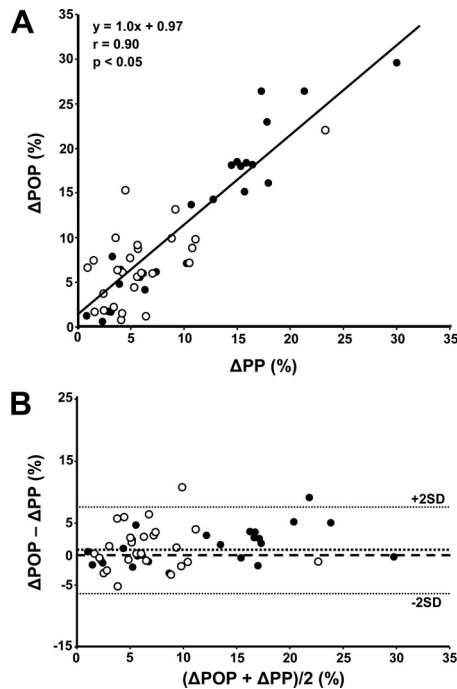 A
y = 1.0x + 0.97
r = 0.90
p < 0.05
ΔPOP (%)
35
30
25
20
15
10
5
0
0 5 10 15 20 25 30 35
ΔPP (%)
B
ΔPOP – ΔPP (%)
25
15
+2SD
5
0
-5
-2SD
-15
0 5 10 15 20 25 30 35
(ΔPOP + ΔPP)/2 (%)